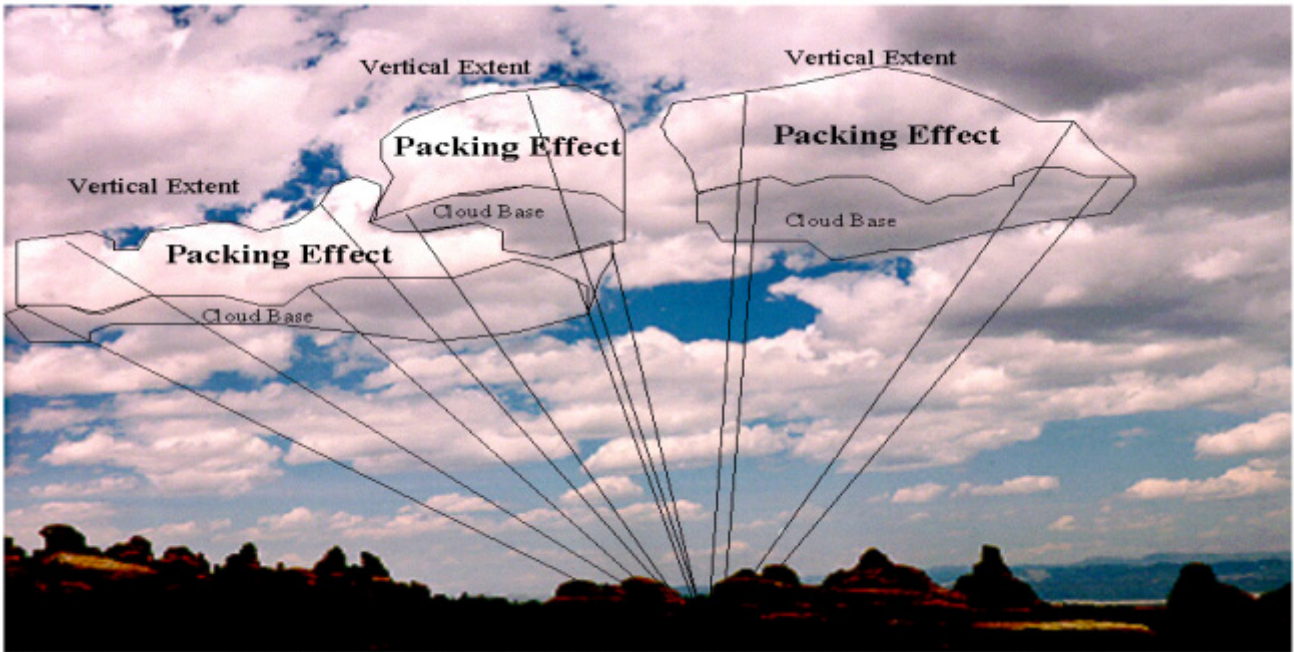 Vertical Extent
Packing Effect
Cloud Base
Vertical Extent
Packing Effect
Cloud Base
Vertical Extent
Packing Effect
Cloud Base